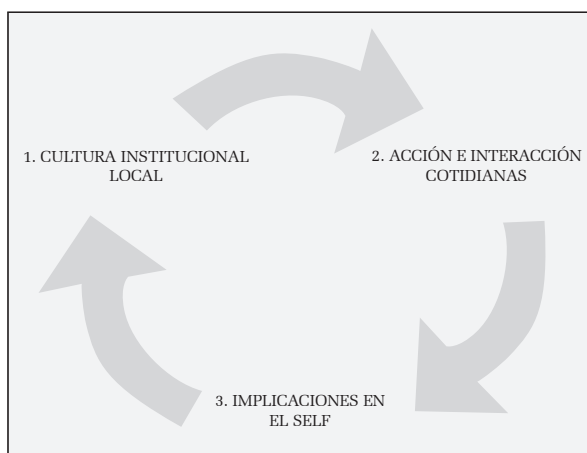 1. CULTURA INSTITUCIONAL
LOCAL
2. ACCIÓN E INTERACCIÓN
COTIDIANAS
3. IMPLICACIONES EN
EL SELF